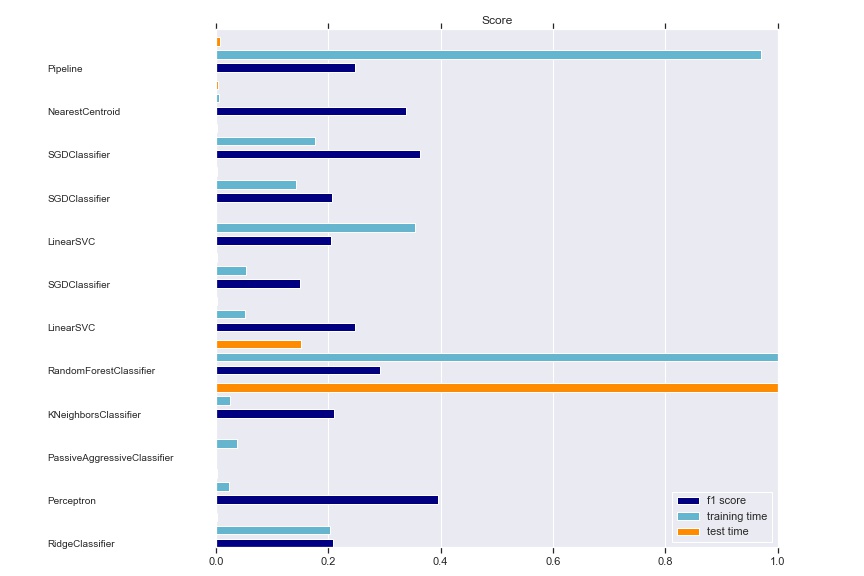 Score
Pipeline
NearestCentroid
SGDClassifier
SGDClassifier
LinearSVC
SGDClassifier
LinearSVC
RandomForestClassifier
KNeighborsClassifier
PassiveAggressiveClassifier
Perceptron
RidgeClassifier
f1 score
training time
test time
0.0 0.2 0.4 0.6 0.8 1.0